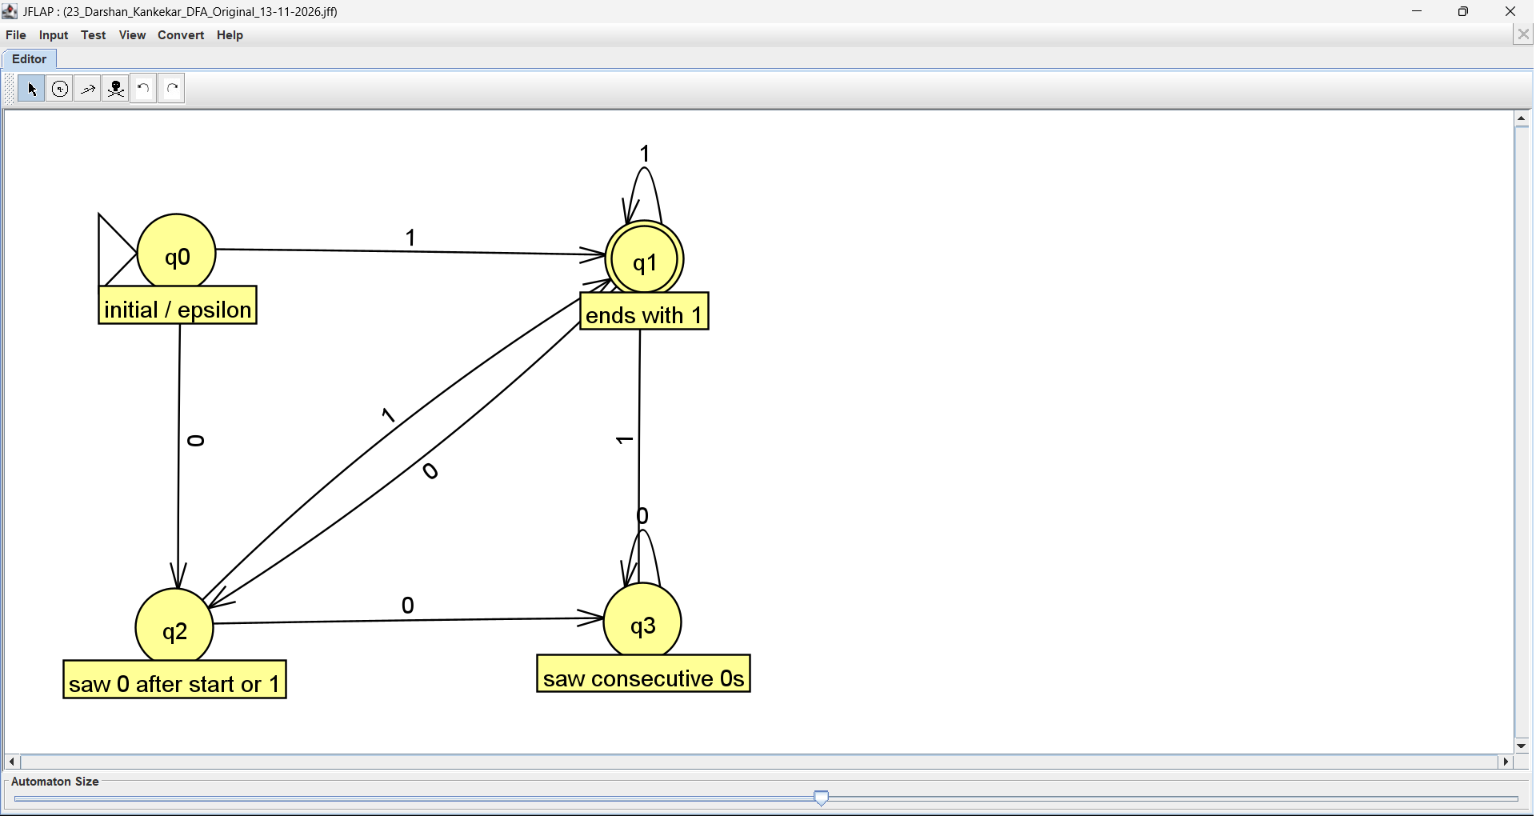 JFLAP : (23_Darshan_Kankekar_DFA_Original_13-11-2026.jff)
File Input Test View Convert Help
Editor
1
1
q0
q1
initial / epsilon
ends with 1
1
0
1
0
0
0
q2
q3
saw 0 after start or 1
saw consecutive 0s
Automaton Size